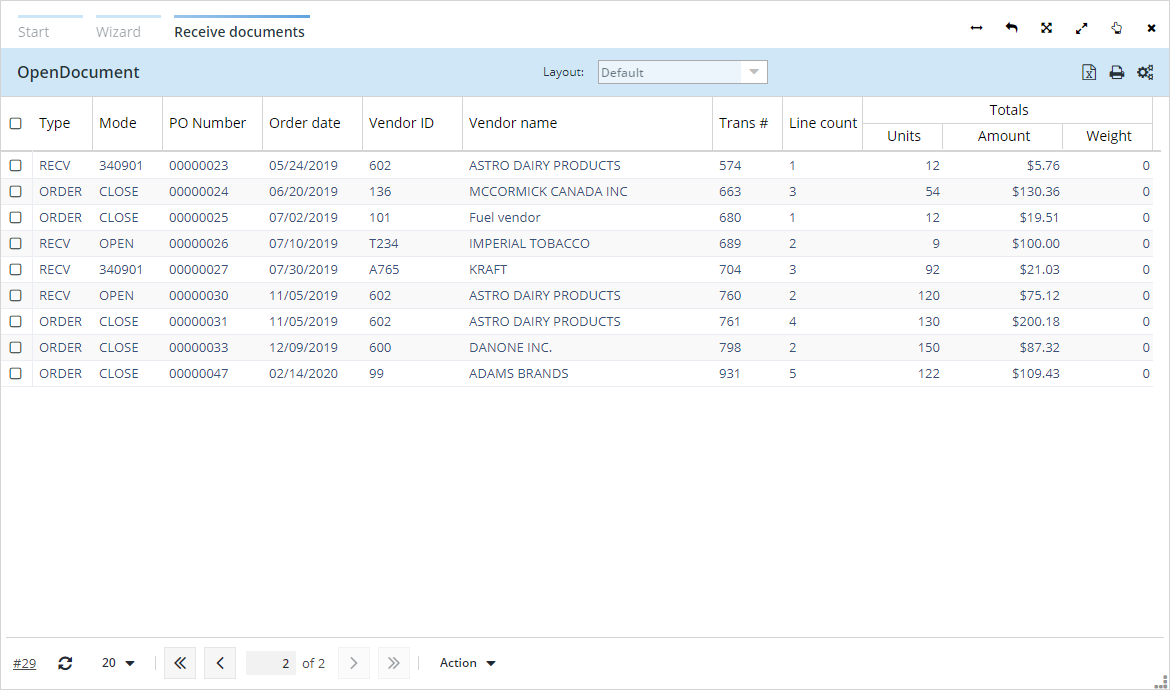 Start Wizard Receive documents
OpenDocument Layout: Default
Totals
Type Mode PO Number Order date Vendor ID Vendor name Trans # Line count
Units Amount Weight
RECV 340901 00000023 05/24/2019 602 ASTRO DAIRY PRODUCTS 574 1 12 $5.76 0
ORDER CLOSE 00000024 06/20/2019 136 MCCORMICK CANADA INC 663 3 54 $130.36 0
ORDER CLOSE 00000025 07/02/2019 101 Fuel vendor 680 1 12 $19.51 0
RECV OPEN 00000026 07/10/2019 T234 IMPERIAL TOBACCO 689 2 9 $100.00 0
RECV 340901 00000027 07/30/2019 A765 KRAFT 704 3 92 $21.03 0
RECV OPEN 00000030 11/05/2019 602 ASTRO DAIRY PRODUCTS 760 2 120 $75.12 0
ORDER CLOSE 00000031 11/05/2019 602 ASTRO DAIRY PRODUCTS 761 4 130 $200.18 0
ORDER CLOSE 00000033 12/09/2019 600 DANONE INC. 798 2 150 $87.32 0
ORDER CLOSE 00000047 02/14/2020 99 ADAMS BRANDS 931 5 122 $109.43 0
#29 20 2 of 2 Action